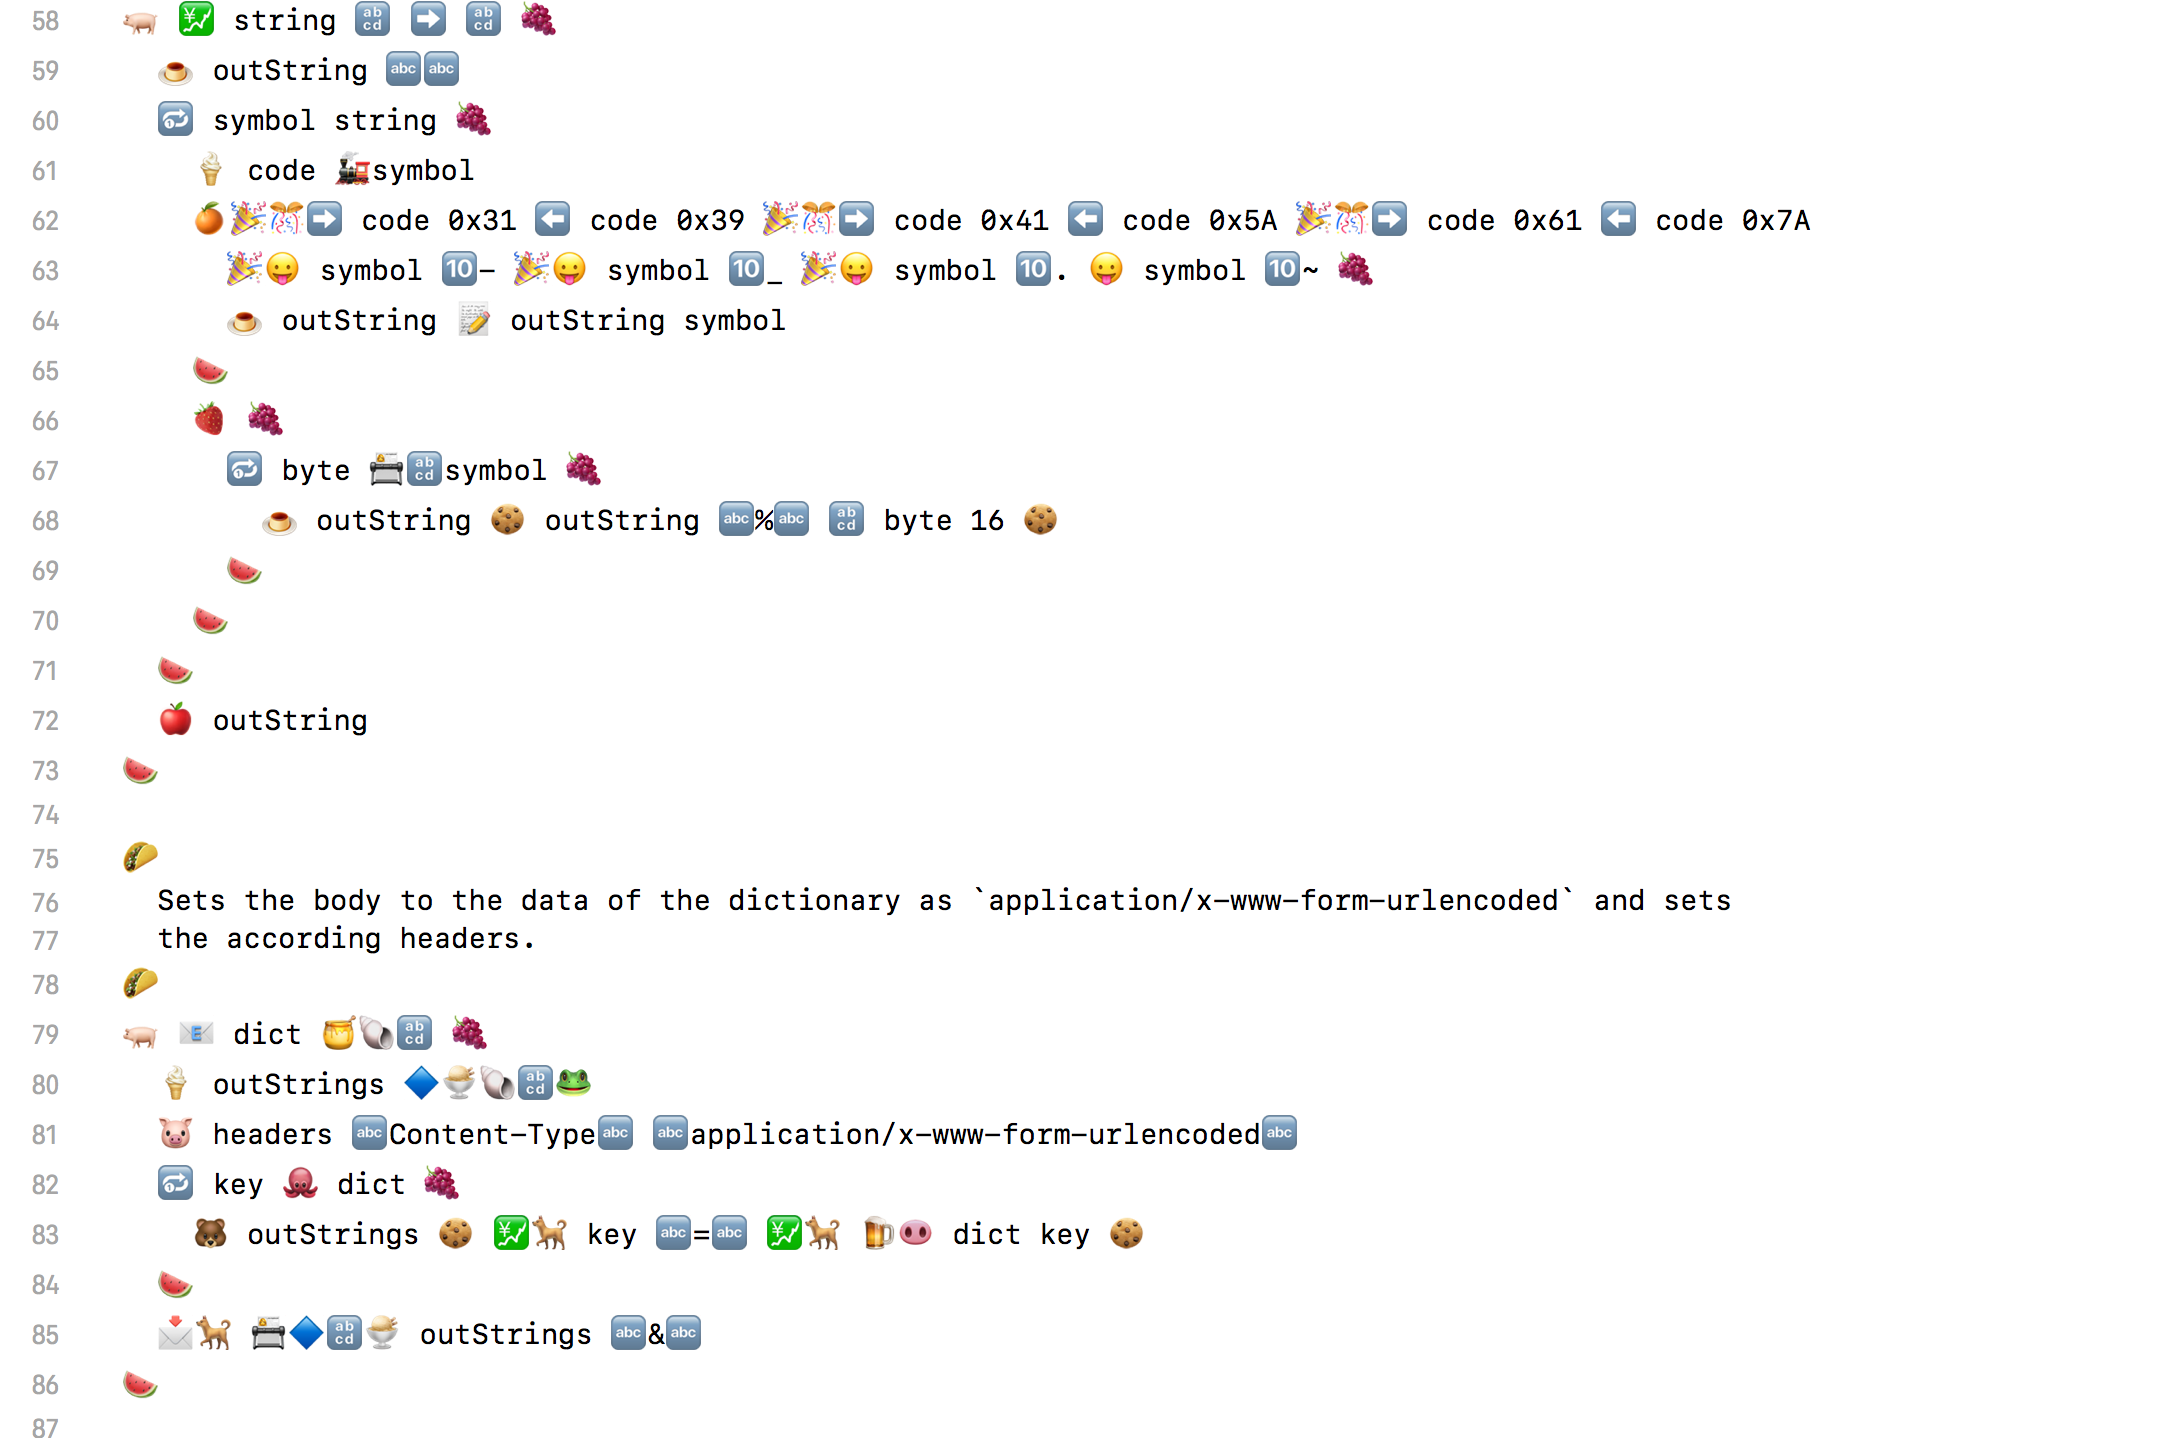 58 🐖 💹 string 🔡 ➡️ 🔡 🍇
59 🍮 outString 🔤🔤
60 🔂 symbol string 🍇
61 🍦 code 🚂symbol
62 🍊🎉🎊➡️ code 0x31 ⬅️ code 0x39 🎉🎊➡️ code 0x41 ⬅️ code 0x5A 🎉🎊➡️ code 0x61 ⬅️ code 0x7A
63 🎉😛 symbol 🔟- 🎉😛 symbol 🔟_ 🎉😛 symbol 🔟. 😛 symbol 🔟~ 🍇
64 🍮 outString 📝 outString symbol
65 🍉
66 🍓 🍇
67 🔂 byte 📇🔡symbol 🍇
68 🍮 outString 🍪 outString 🔤%🔤 🔡 byte 16 🍪
69 🍉
70 🍉
71 🍉
72 🍎 outString
73 🍉
74
75 🌮
76 Sets the body to the data of the dictionary as `application/x-www-form-urlencoded` and sets
77 the according headers.
78 🌮
79 🐖 📧 dict 🍯🐚🔡 🍇
80 🍦 outStrings 🔷🍨🐚🔡🐸
81 🐷 headers 🔤Content-Type🔤 🔤application/x-www-form-urlencoded🔤
82 🔂 key 🐙 dict 🍇
83 🐻 outStrings 🍪 💹🐕 key 🔤=🔤 💹🐕 🍺🐽 dict key 🍪
84 🍉
85 📩🐕 📇🔷🔡🍨 outStrings 🔤&🔤
86 🍉
87